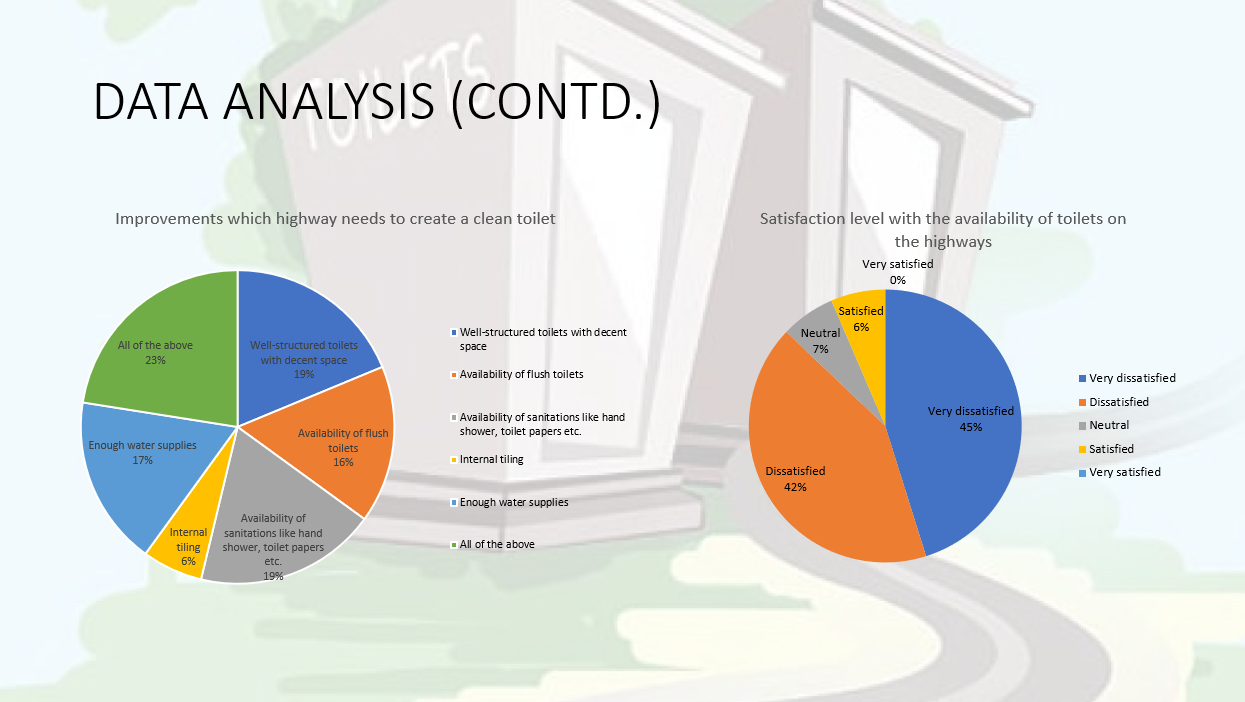 TOILETS
DATA ANALYSIS (CONTD.)
Improvements which highway needs to create a clean toilet
All of the above
23%
Well-structured toilets
with decent space
19%
Availability of flush
toilets
16%
Enough water supplies
17%
Internal
tiling
6%
Availability of
sanitations like hand
shower, toilet papers
etc.
19%
Well-structured toilets with decent
space
Availability of flush toilets
Availability of sanitations like hand
shower, toilet papers etc.
Internal tiling
Enough water supplies
All of the above
Satisfaction level with the availability of toilets on
the highways
Very satisfied
0%
Satisfied
6%
Neutral
7%
Very dissatisfied
45%
Dissatisfied
42%
Very dissatisfied
Dissatisfied
Neutral
Satisfied
Very satisfied